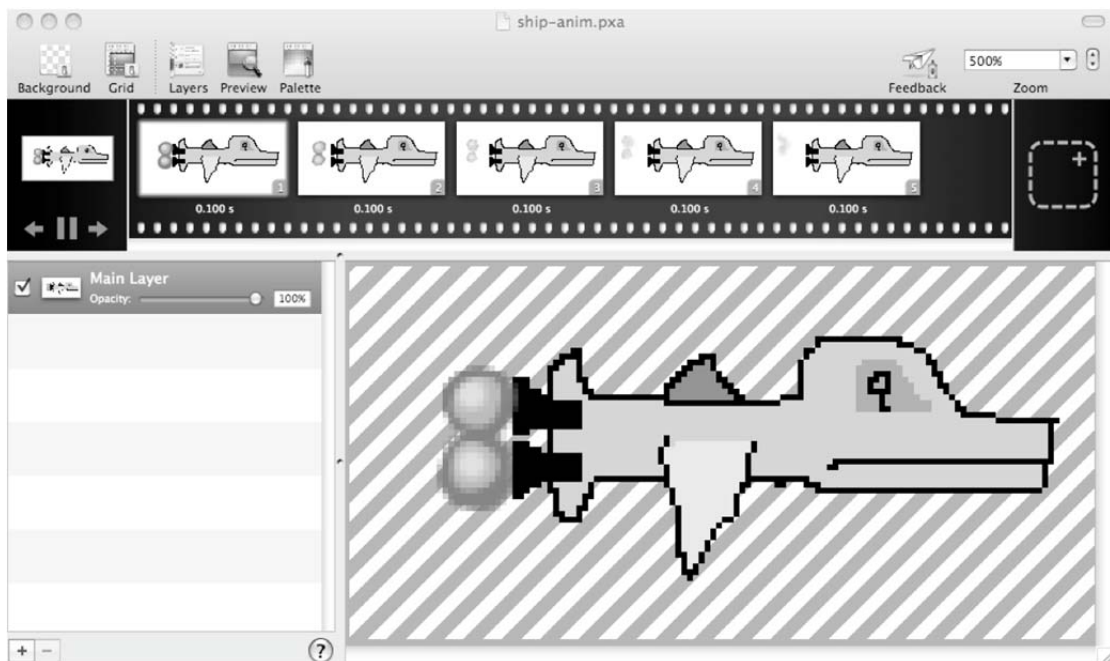 ship-anim.pxa
Background Grid Layers Preview Palette Feedback 500% Zoom
1 2 3 4 5
0.100 s 0.100 s 0.100 s 0.100 s 0.100 s
Main Layer
Opacity: 100%
?